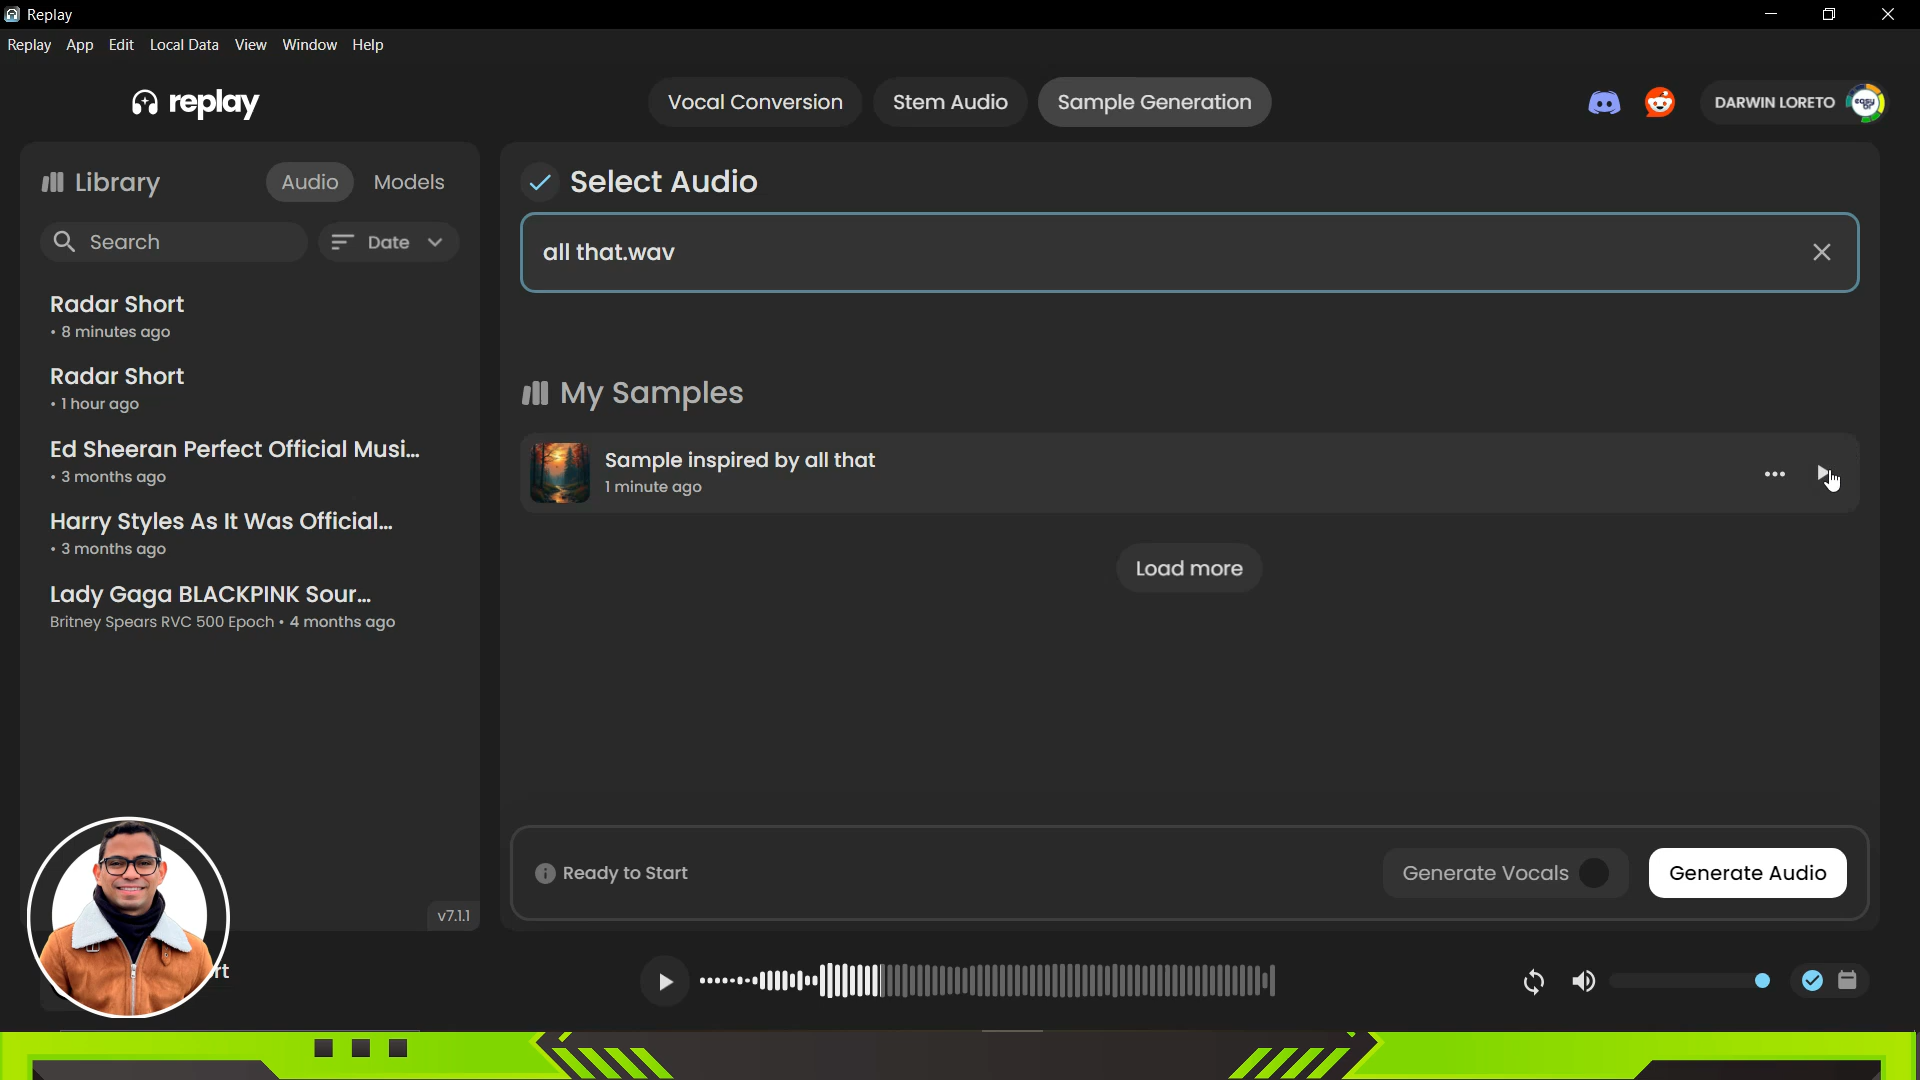 Replay
Replay App Edit Local Data View Window Help
replay
Vocal Conversion
Stem Audio
Sample Generation
DARWIN LORETO
easy
Library
Audio
Models
Search
Date
Radar Short
• 8 minutes ago
Radar Short
• 1 hour ago
Ed Sheeran Perfect Official Musi...
• 3 months ago
Harry Styles As It Was Official...
• 3 months ago
Lady Gaga BLACKPINK Sour...
Britney Spears RVC 500 Epoch • 4 months ago
v7.1.1
Select Audio
all that.wav
My Samples
Sample inspired by all that
1 minute ago
Load more
Ready to Start
Generate Vocals
Generate Audio
rt